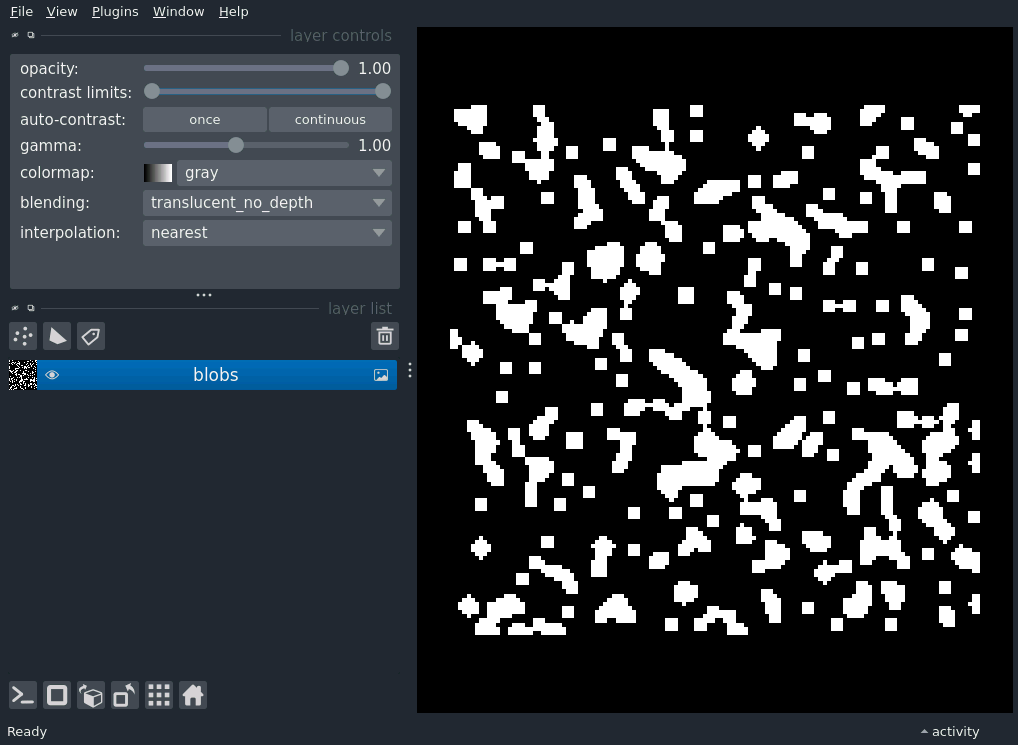 File View Plugins Window Help
layer controls
opacity: 1.00
contrast limits:
auto-contrast: once continuous
gamma: 1.00
colormap: gray
blending: translucent_no_depth
interpolation: nearest
layer list
blobs
Ready
activity